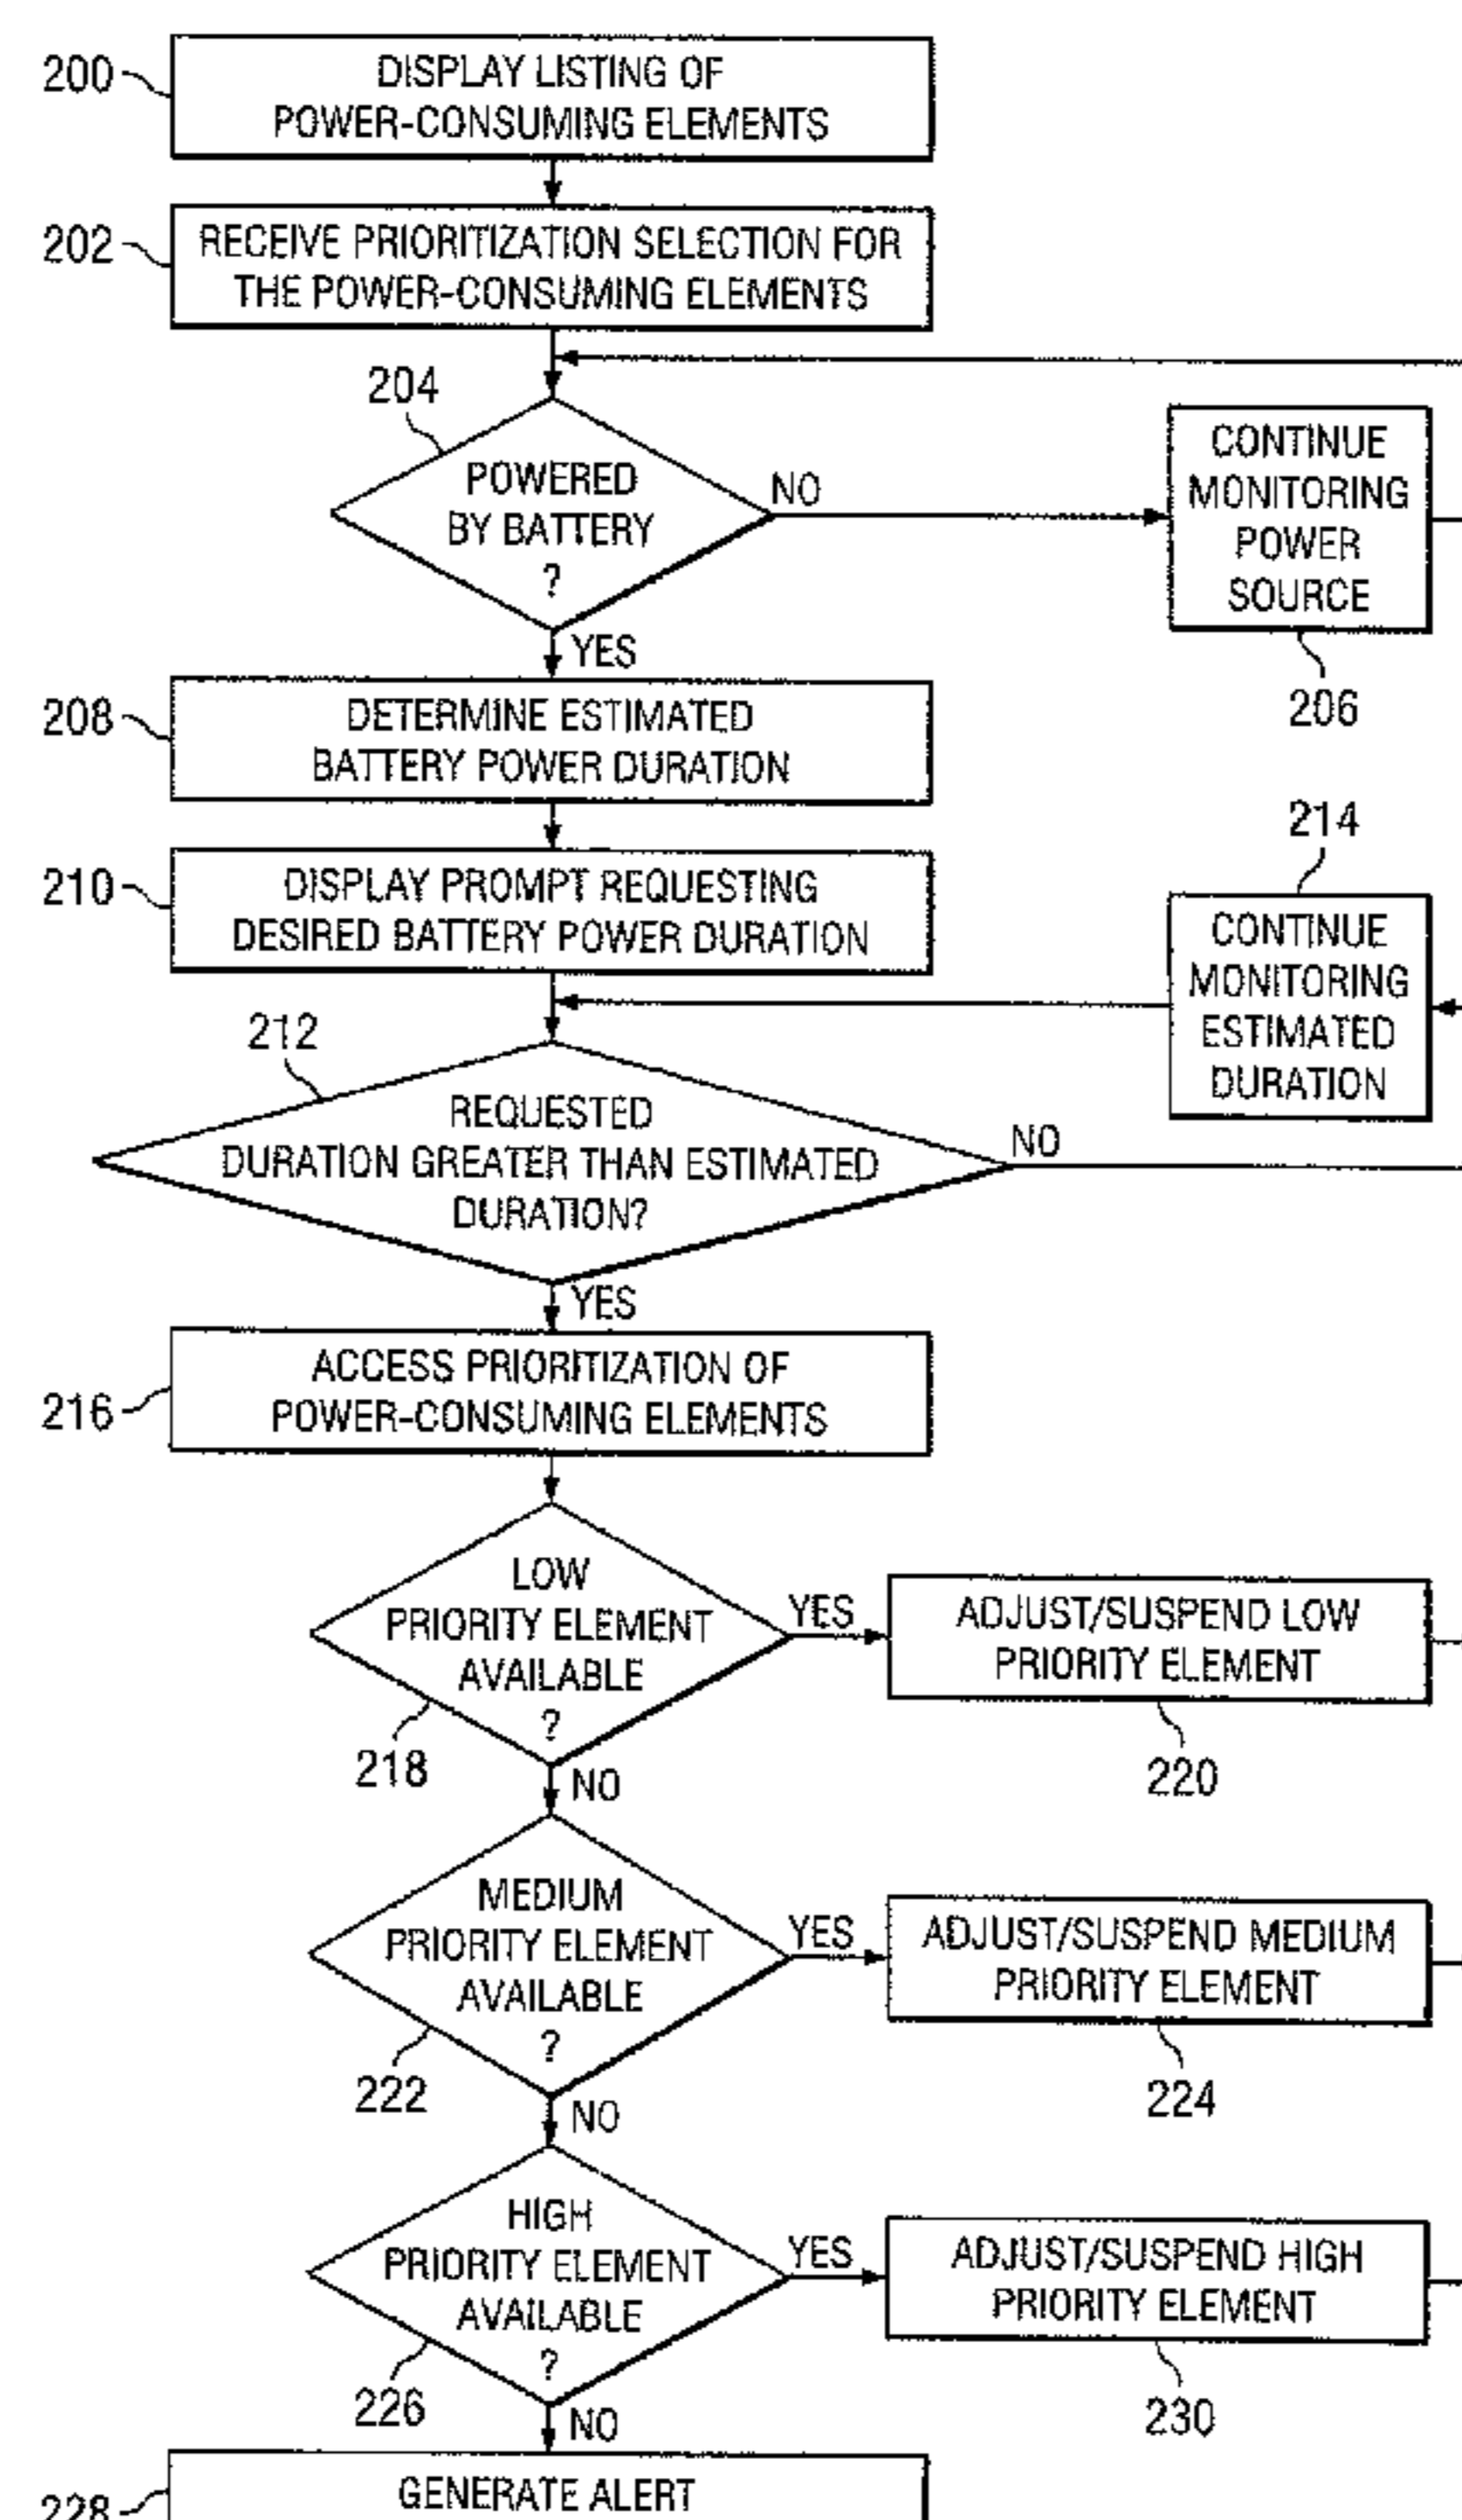 200
DISPLAY LISTING OF
POWER-CONSUMING ELEMENTS
202
RECEIVE PRIORITIZATION SELECTION FOR
THE POWER-CONSUMING ELEMENTS
204
POWERED
BY BATTERY
?
NO
CONTINUE
MONITORING
POWER
SOURCE
206
YES
208
DETERMINE ESTIMATED
BATTERY POWER DURATION
210
DISPLAY PROMPT REQUESTING
DESIRED BATTERY POWER DURATION
214
CONTINUE
MONITORING
ESTIMATED
DURATION
212
REQUESTED
DURATION GREATER THAN ESTIMATED
DURATION?
NO
YES
216
ACCESS PRIORITIZATION OF
POWER-CONSUMING ELEMENTS
LOW
PRIORITY ELEMENT
AVAILABLE
?
218
YES
ADJUST/SUSPEND LOW
PRIORITY ELEMENT
220
NO
MEDIUM
PRIORITY ELEMENT
AVAILABLE
?
222
YES
ADJUST/SUSPEND MEDIUM
PRIORITY ELEMENT
224
NO
HIGH
PRIORITY ELEMENT
AVAILABLE
?
226
YES
ADJUST/SUSPEND HIGH
PRIORITY ELEMENT
230
NO
228
GENERATE ALERT